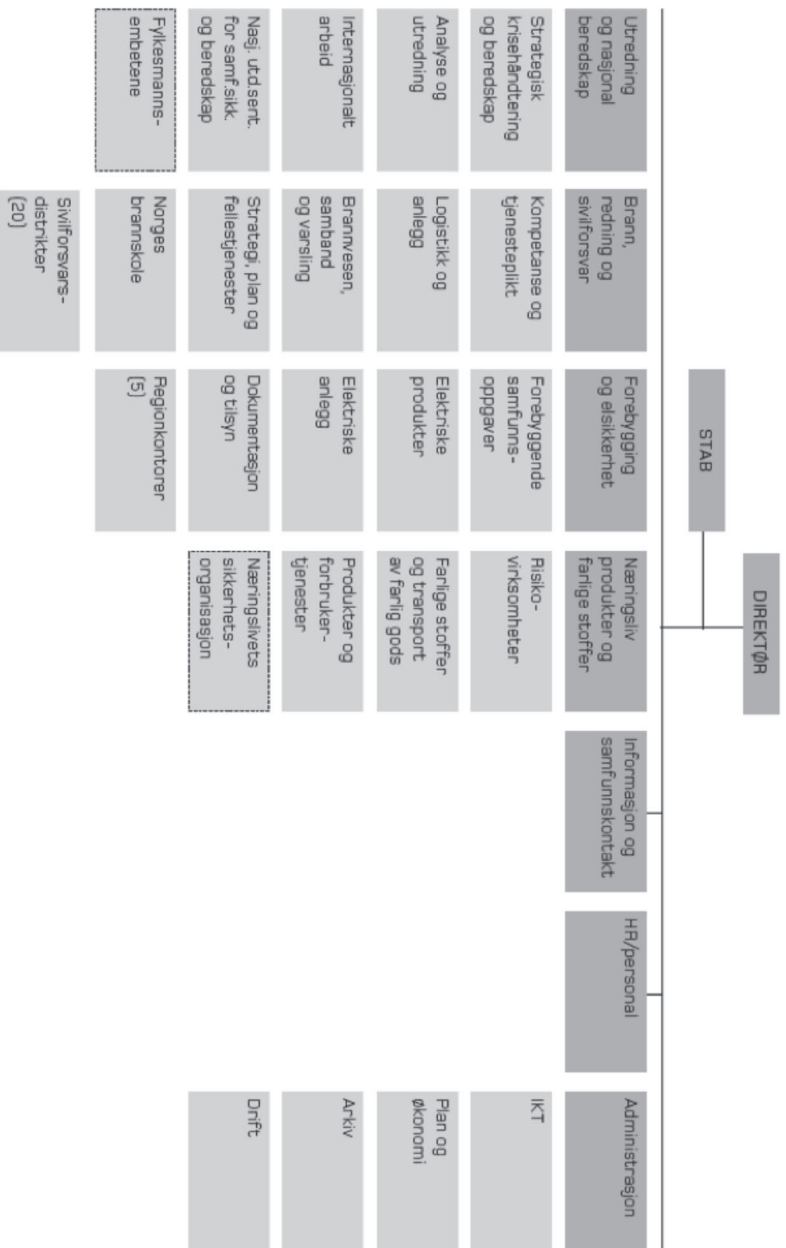 DIREKTØR
STAB
Utredning
og nasjonal
beredskap
Strategisk
krisehåndtering
og beredskap
Analyse og
utredning
Internasjonalt
arbeid
Nasj. utd.sent.
for samf.sikk.
og beredskap
Fylkesmanns-
embetene
Brann,
redning og
sivilforsvar
Kompetanse og
tjenesteplikt
Logistikk og
anlegg
Brannvesen,
samband
og varsling
Strategi, plan og
fellestjenester
Norges
brannskole
Sivilforsvars-
distrikter
(20)
Forebygging
og elsikkerhet
Forebyggende
samfunns-
oppgaver
Elektriske
produkter
Elektriske
anlegg
Dokumentasjon
og tilsyn
Regionkontorer
(5)
Næringsliv
produkter og
farlige stoffer
Risiko-
virksomheter
Farlige stoffer
og transport
av farlig gods
Produkter og
forbruker-
tjenester
Næringslivets
sikkerhets-
organisasjon
Informasjon og
samfunnskontakt
HR/personal
Administrasjon
IKT
Plan og
økonomi
Arkiv
Drift